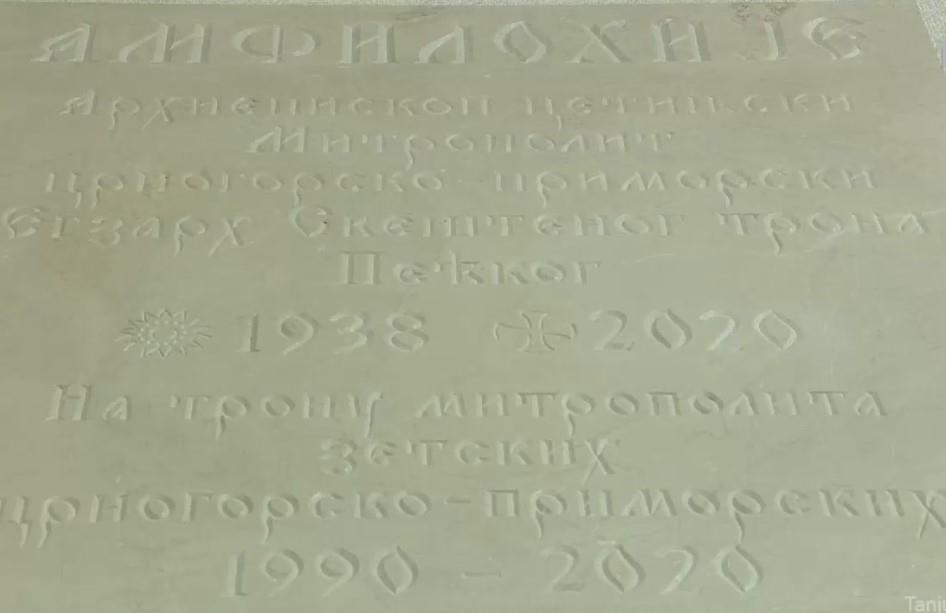 АМФИЛОХИЈЕ
Архиепископ цетињски
Митрополит
црногорско приморски
Егзарх Свештеног трона
Пећког
1938 2020
На трону митрополита
зетских
црногорско-приморских
1990 - 2020